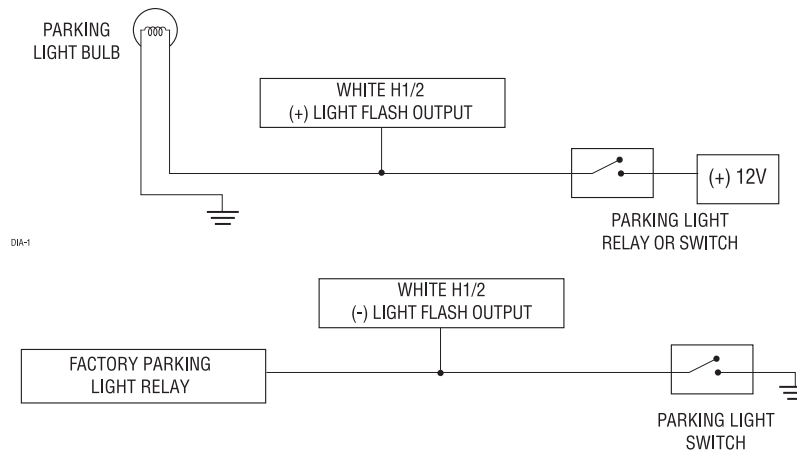 PARKING
LIGHT BULB
WHITE H1/2
(+) LIGHT FLASH OUTPUT
(+) 12V
PARKING LIGHT
RELAY OR SWITCH
DIA-1
WHITE H1/2
(-) LIGHT FLASH OUTPUT
FACTORY PARKING
LIGHT RELAY
PARKING LIGHT
SWITCH